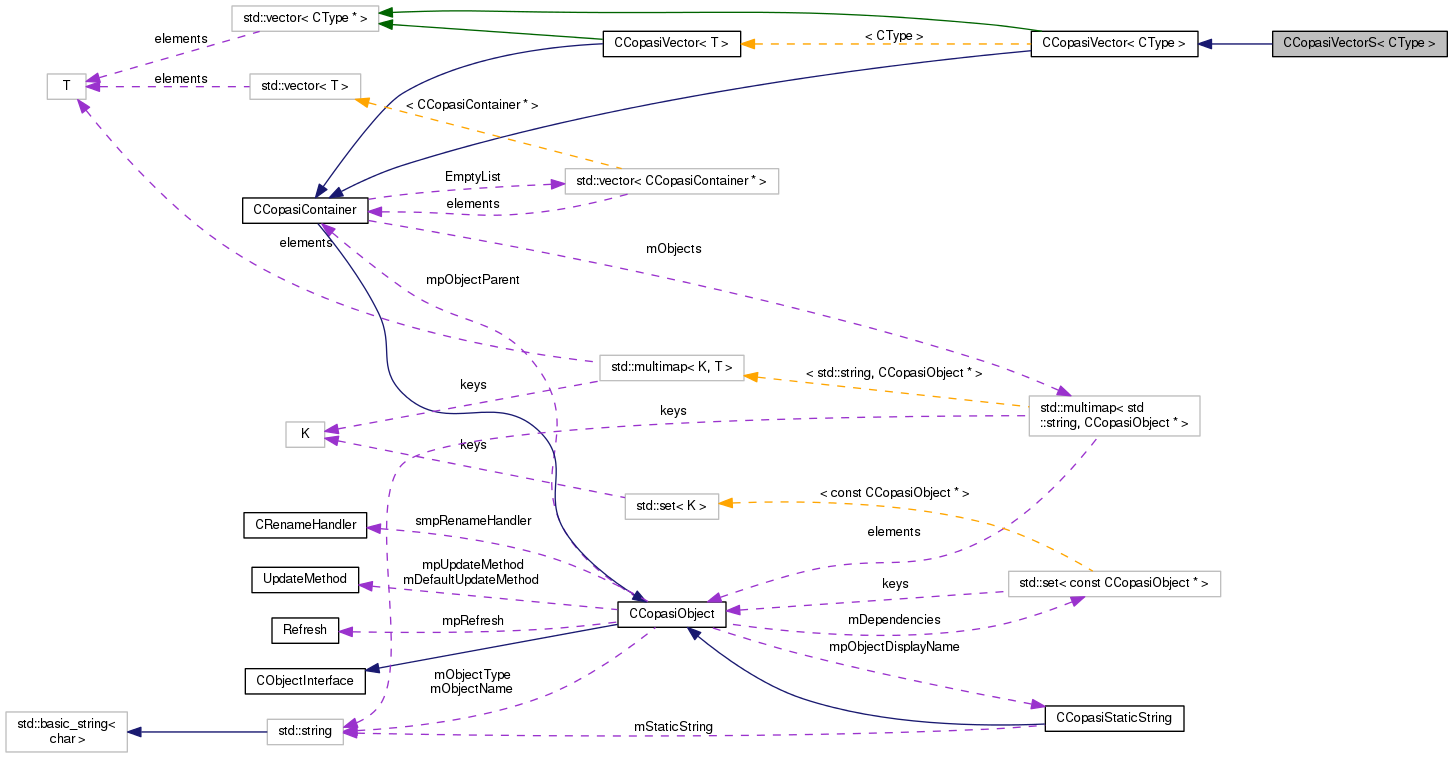 std::vector< CType * >
elements
CCopasiVector< T >
< CType >
CCopasiVector< CType >
CCopasiVectorS< CType >
T
elements
std::vector< T >
< CCopasiContainer * >
EmptyList
std::vector< CCopasiContainer * >
CCopasiContainer
elements
elements
mObjects
mpObjectParent
std::multimap< K, T >
< std::string, CCopasiObject * >
keys
std::multimap< std
::string, CCopasiObject * >
keys
K
keys
std::set< K >
< const CCopasiObject * >
CRenameHandler
smpRenameHandler
elements
UpdateMethod
mpUpdateMethod
mDefaultUpdateMethod
keys
std::set< const CCopasiObject * >
CCopasiObject
Refresh
mpRefresh
mDependencies
mpObjectDisplayName
CObjectInterface
mObjectType
mObjectName
std::basic_string<
char >
std::string
mStaticString
CCopasiStaticString